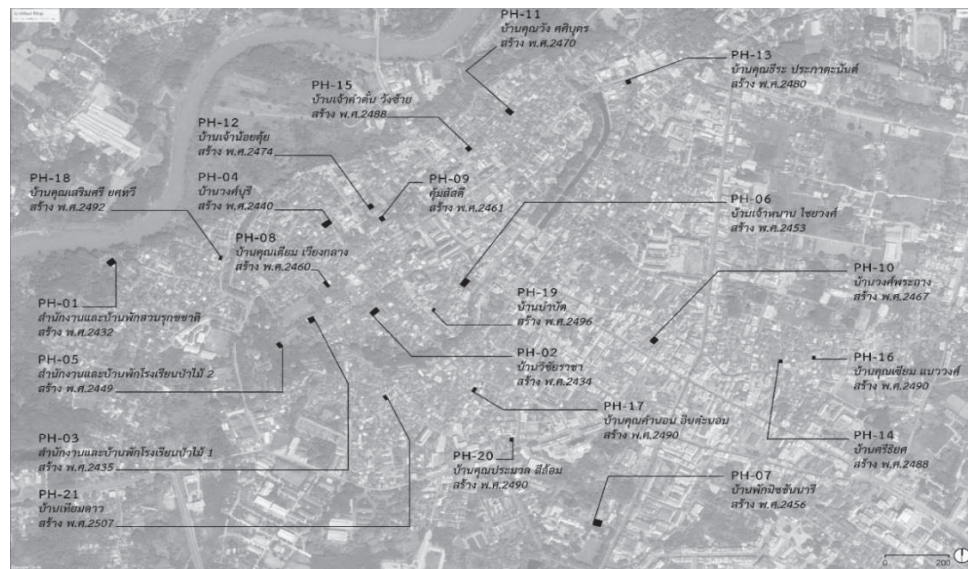 PH-11
บ้านคุณวัง ศศิบุตร
สร้าง พ.ศ.2470
PH-13
บ้านคุณธีระ ประภาตะนันต์
สร้าง พ.ศ.2480
PH-15
บ้านเจ้าคำตั๋น วังซ้าย
สร้าง พ.ศ.2488
PH-12
บ้านเจ้าน้อยตุ้ย
สร้าง พ.ศ.2474
PH-18
บ้านคุณเสริมศรี ยศทวี
สร้าง พ.ศ.2492
PH-04
บ้านวงศ์บุรี
สร้าง พ.ศ.2440
PH-09
คุ้มสัสดี
สร้าง พ.ศ.2461
PH-06
บ้านเจ้าหนาน ไชยวงศ์
สร้าง พ.ศ.2453
PH-08
บ้านคุณเตียม เวียงกลาง
สร้าง พ.ศ.2460
PH-10
บ้านวงศ์พระถาง
สร้าง พ.ศ.2467
PH-01
สำนักงานและบ้านพักสวนรุกขชาติ
สร้าง พ.ศ.2432
PH-19
บ้านบำบัด
สร้าง พ.ศ.2496
PH-05
สำนักงานและบ้านพักโรงเรียนป่าไม้ 2
สร้าง พ.ศ.2449
PH-02
บ้านวิชัยราชา
สร้าง พ.ศ.2434
PH-16
บ้านคุณเซียม แนววงศ์
สร้าง พ.ศ.2490
PH-17
บ้านคุณคำนอน อินต๊ะนอน
สร้าง พ.ศ.2490
PH-03
สำนักงานและบ้านพักโรงเรียนป่าไม้ 1
สร้าง พ.ศ.2435
PH-14
บ้านศรีธิยศ
สร้าง พ.ศ.2488
PH-20
บ้านคุณประมวล สีล้อม
สร้าง พ.ศ.2490
PH-07
บ้านพักมิชชันนารี
สร้าง พ.ศ.2456
PH-21
บ้านเทียมดาว
สร้าง พ.ศ.2507
0 200